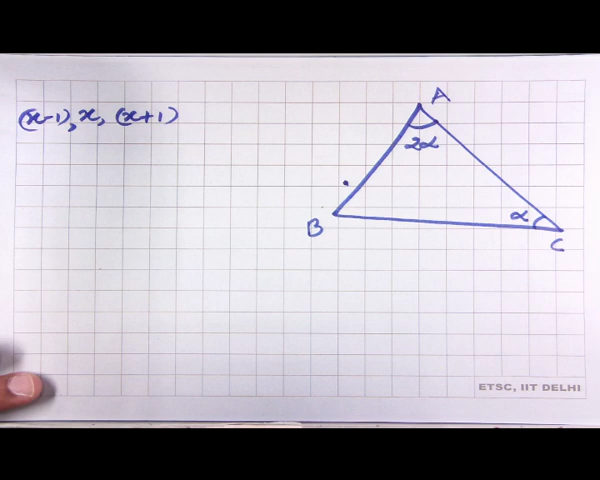 (x-1), x, (x+1)
A
2α
B
α
C
ETSC, IIT DELHI